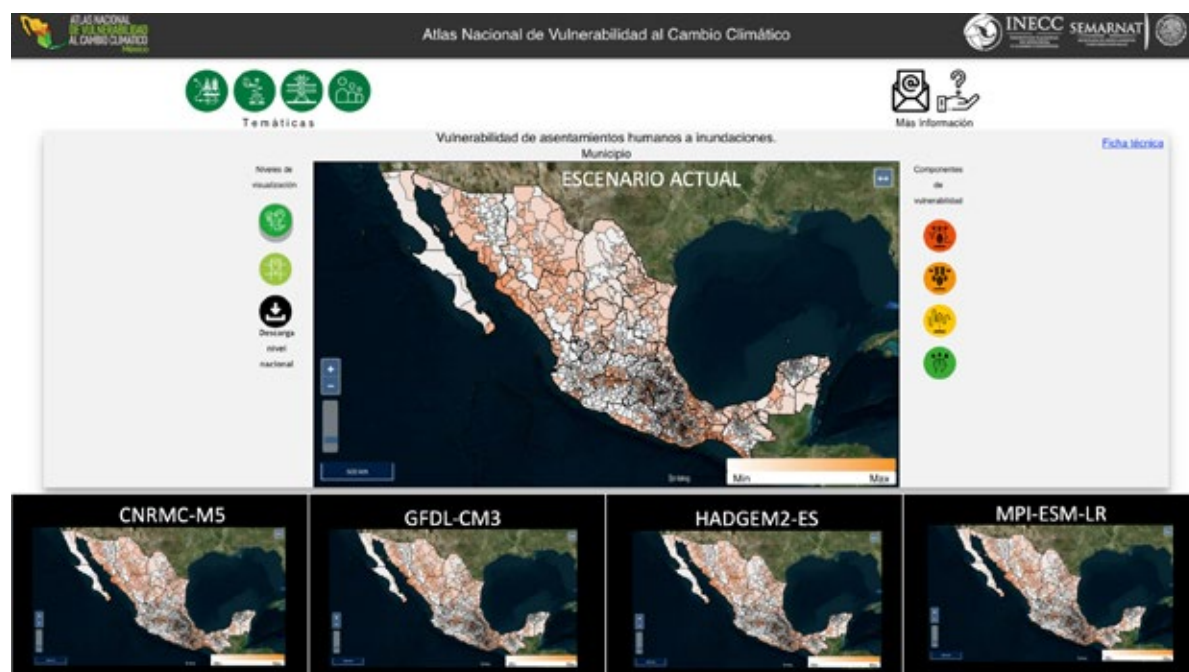 ATLAS NACIONAL
DE VULNERABILIDAD
AL CAMBIO CLIMÁTICO
México
Atlas Nacional de Vulnerabilidad al Cambio Climático
INECC
SEMARNAT
Temáticas
Más Información
Vulnerabilidad de asentamientos humanos a inundaciones.
Municipio
Ficha técnica
Niveles de
visualización
Descarga
nivel
nacional
ESCENARIO ACTUAL
Componentes
de
vulnerabilidad
Min
Max
CNRMC-M5
GFDL-CM3
HADGEM2-ES
MPI-ESM-LR